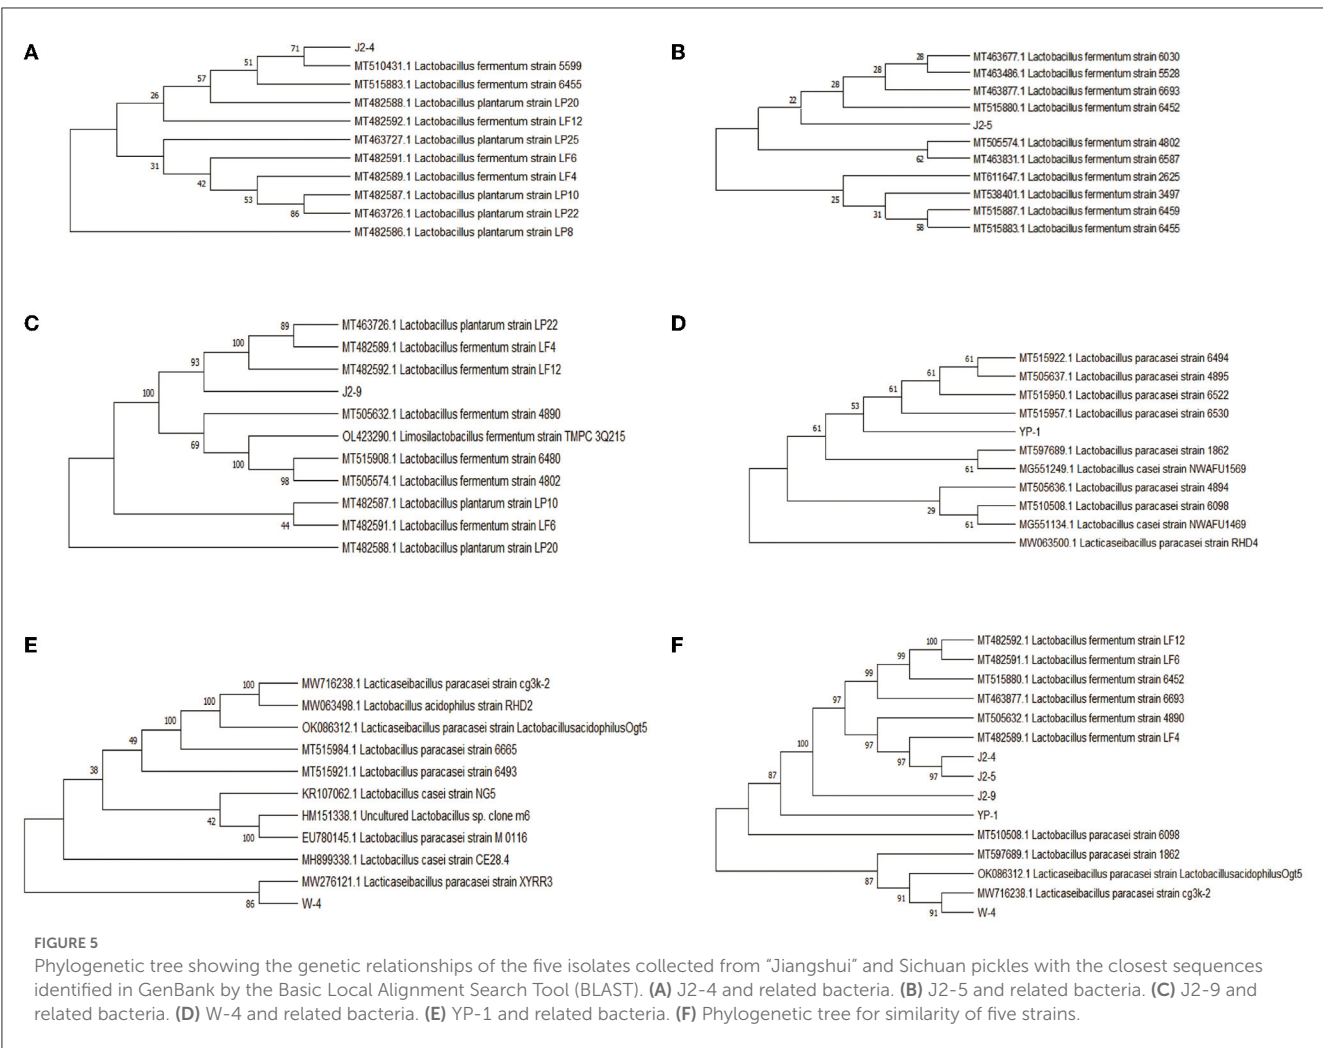 A
71
J2-4
MT510431.1 Lactobacillus fermentum strain 5599
51
MT515883.1 Lactobacillus fermentum strain 6455
57
MT482588.1 Lactobacillus plantarum strain LP20
26
MT482592.1 Lactobacillus fermentum strain LF12
MT463727.1 Lactobacillus plantarum strain LP25
31
MT482591.1 Lactobacillus fermentum strain LF6
42
MT482589.1 Lactobacillus fermentum strain LF4
53
MT482587.1 Lactobacillus plantarum strain LP10
86
MT463726.1 Lactobacillus plantarum strain LP22
MT482586.1 Lactobacillus plantarum strain LP8
B
28
MT463677.1 Lactobacillus fermentum strain 6030
28
MT463486.1 Lactobacillus fermentum strain 5528
28
MT463877.1 Lactobacillus fermentum strain 6693
22
MT515880.1 Lactobacillus fermentum strain 6452
J2-5
MT505574.1 Lactobacillus fermentum strain 4802
62
MT463831.1 Lactobacillus fermentum strain 6587
MT611647.1 Lactobacillus fermentum strain 2625
25
MT538401.1 Lactobacillus fermentum strain 3497
31
MT515887.1 Lactobacillus fermentum strain 6459
58
MT515883.1 Lactobacillus fermentum strain 6455
C
89
MT463726.1 Lactobacillus plantarum strain LP22
100
MT482589.1 Lactobacillus fermentum strain LF4
93
MT482592.1 Lactobacillus fermentum strain LF12
100
J2-9
MT505632.1 Lactobacillus fermentum strain 4890
69
OL423290.1 Limosilactobacillus fermentum strain TMPC 3Q215
100
MT515908.1 Lactobacillus fermentum strain 6480
98
MT505574.1 Lactobacillus fermentum strain 4802
MT482587.1 Lactobacillus plantarum strain LP10
44
MT482591.1 Lactobacillus fermentum strain LF6
MT482588.1 Lactobacillus plantarum strain LP20
D
61
MT515922.1 Lactobacillus paracasei strain 6494
61
MT505637.1 Lactobacillus paracasei strain 4895
61
MT515950.1 Lactobacillus paracasei strain 6522
53
MT515957.1 Lactobacillus paracasei strain 6530
61
YP-1
MT597689.1 Lactobacillus paracasei strain 1862
61
MG551249.1 Lactobacillus casei strain NWAFU1569
MT505636.1 Lactobacillus paracasei strain 4894
29
MT510508.1 Lactobacillus paracasei strain 6098
61
MG551134.1 Lactobacillus casei strain NWAFU1469
MW063500.1 Lacticaseibacillus paracasei strain RHD4
E
100
MW716238.1 Lacticaseibacillus paracasei strain cg3k-2
100
MW063498.1 Lactobacillus acidophilus strain RHD2
100
OK086312.1 Lacticaseibacillus paracasei strain LactobacillusacidophilusOgt5
49
MT515984.1 Lactobacillus paracasei strain 6665
38
MT515921.1 Lactobacillus paracasei strain 6493
KR107062.1 Lactobacillus casei strain NG5
42
HM151338.1 Uncultured Lactobacillus sp. clone m6
100
EU780145.1 Lactobacillus paracasei strain M 0116
MH899338.1 Lactobacillus casei strain CE28.4
MW276121.1 Lacticaseibacillus paracasei strain XYRR3
86
W-4
F
100
MT482592.1 Lactobacillus fermentum strain LF12
99
MT482591.1 Lactobacillus fermentum strain LF6
99
MT515880.1 Lactobacillus fermentum strain 6452
97
MT463877.1 Lactobacillus fermentum strain 6693
MT505632.1 Lactobacillus fermentum strain 4890
97
MT482589.1 Lactobacillus fermentum strain LF4
100
97
J2-4
97
J2-5
87
J2-9
YP-1
MT510508.1 Lactobacillus paracasei strain 6098
MT597689.1 Lactobacillus paracasei strain 1862
87
OK086312.1 Lacticaseibacillus paracasei strain LactobacillusacidophilusOgt5
91
MW716238.1 Lacticaseibacillus paracasei strain cg3k-2
91
W-4
FIGURE 5
Phylogenetic tree showing the genetic relationships of the five isolates collected from "Jiangshui" and Sichuan pickles with the closest sequences
identified in GenBank by the Basic Local Alignment Search Tool (BLAST). (A) J2-4 and related bacteria. (B) J2-5 and related bacteria. (C) J2-9 and
related bacteria. (D) W-4 and related bacteria. (E) YP-1 and related bacteria. (F) Phylogenetic tree for similarity of five strains.